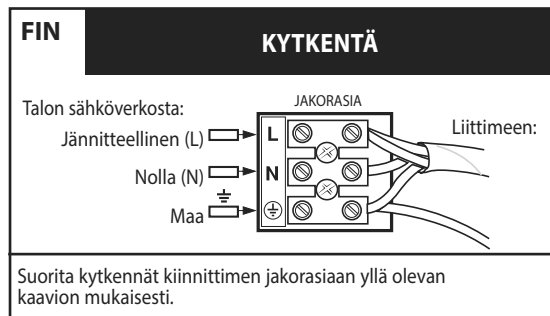 FIN
KYTKENTÄ
Talon sähköverkosta:
JAKORASIA
Jännitteellinen (L)
L
Liittimeen:
Nolla (N)
N
Maa
Suorita kytkennät kiinnittimen jakorasiaan yllä olevan
kaavion mukaisesti.